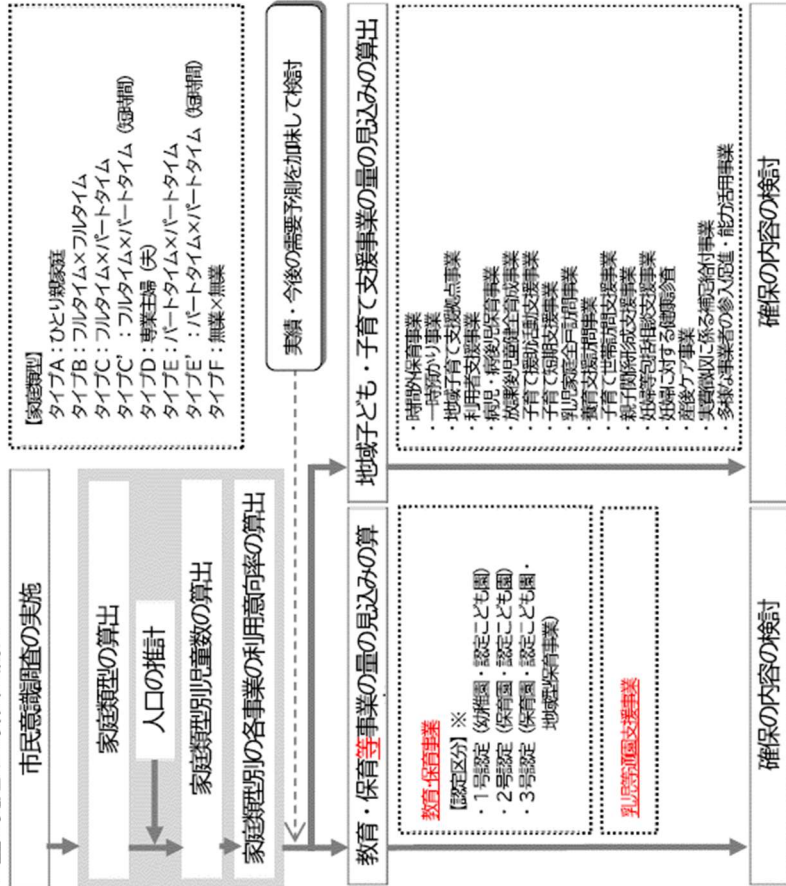 市民意識調査の実施
家庭類型の算出
人口の推計
家庭類型別児童数の算出
家庭類型別の各事業の利用意向率の算出
【家庭類型】
タイプA：ひとり親家庭
タイプB：フルタイム×フルタイム
タイプC：フルタイム×パートタイム
タイプC’：フルタイム×パートタイム（短時間）
タイプD：専業主婦（夫）
タイプE：パートタイム×パートタイム
タイプE’：パートタイム×パートタイム（短時間）
タイプF：無業×無業
実績・今後の需要予測を加味して検討
教育・保育等事業の量の見込みの算
教育・保育事業
【認定区分】※
・1号認定（幼稚園・認定こども園）
・2号認定（保育園・認定こども園）
・3号認定（保育園・認定こども園・
地域型保育事業）
乳児等通園支援事業
確保の内容の検討
地域子ども・子育て支援事業の量の見込みの算出
・時間外保育事業
・一時預かり事業
・地域子育て支援拠点事業
・利用者支援事業
・病児・病後児保育事業
・放課後児童健全育成事業
・子育て援助活動支援事業
・子育て短期支援事業
・乳児家庭全戸訪問事業
・養育支援訪問事業
・子育て世帯訪問支援事業
・親子関係形成支援事業
・妊婦等包括相談支援事業
・妊婦に対する健康診査
・産後ケア事業
・実費徴収に係る補足給付事業
・多様な事業者の参入促進・能力活用事業
確保の内容の検討